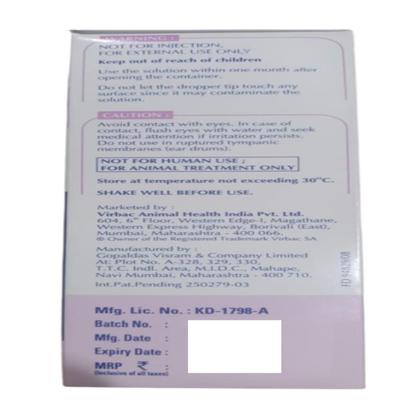 WARNING :
NOT FOR INJECTION,
FOR EXTERNAL USE ONLY
Keep out of reach of children
Use the solution within one month after
opening the container.
Do not let the dropper tip touch any
surface since it may contaminate the
solution.
CAUTION :
Avoid contact with eyes. In case of
contact, flush eyes with water and seek
medical attention if irritation persists.
Do not use in ruptured tympanic
membranes (ear drums).
NOT FOR HUMAN USE ;
FOR ANIMAL TREATMENT ONLY
Store at temperature not exceeding 30°C.
SHAKE WELL BEFORE USE.
Marketed by :
Virbac Animal Health India Pvt. Ltd.
604, 6th Floor, Western Edge-I, Magathane,
Western Express Highway, Borivali (East),
Mumbai, Maharashtra - 400 066.
® Owner of the Registered Trademark Virbac SA
Manufactured by :
Gopaldas Visram & Company Limited
At: Plot No. A-328, 329, 330,
T.T.C. Indl. Area, M.I.D.C., Mahape,
Navi Mumbai, Maharashtra - 400 710.
Int.Pat.Pending 250279-03
Mfg. Lic. No. : KD-1798-A
Batch No. :
Mfg. Date :
Expiry Date :
MRP ₹ :
(Inclusive of all taxes)